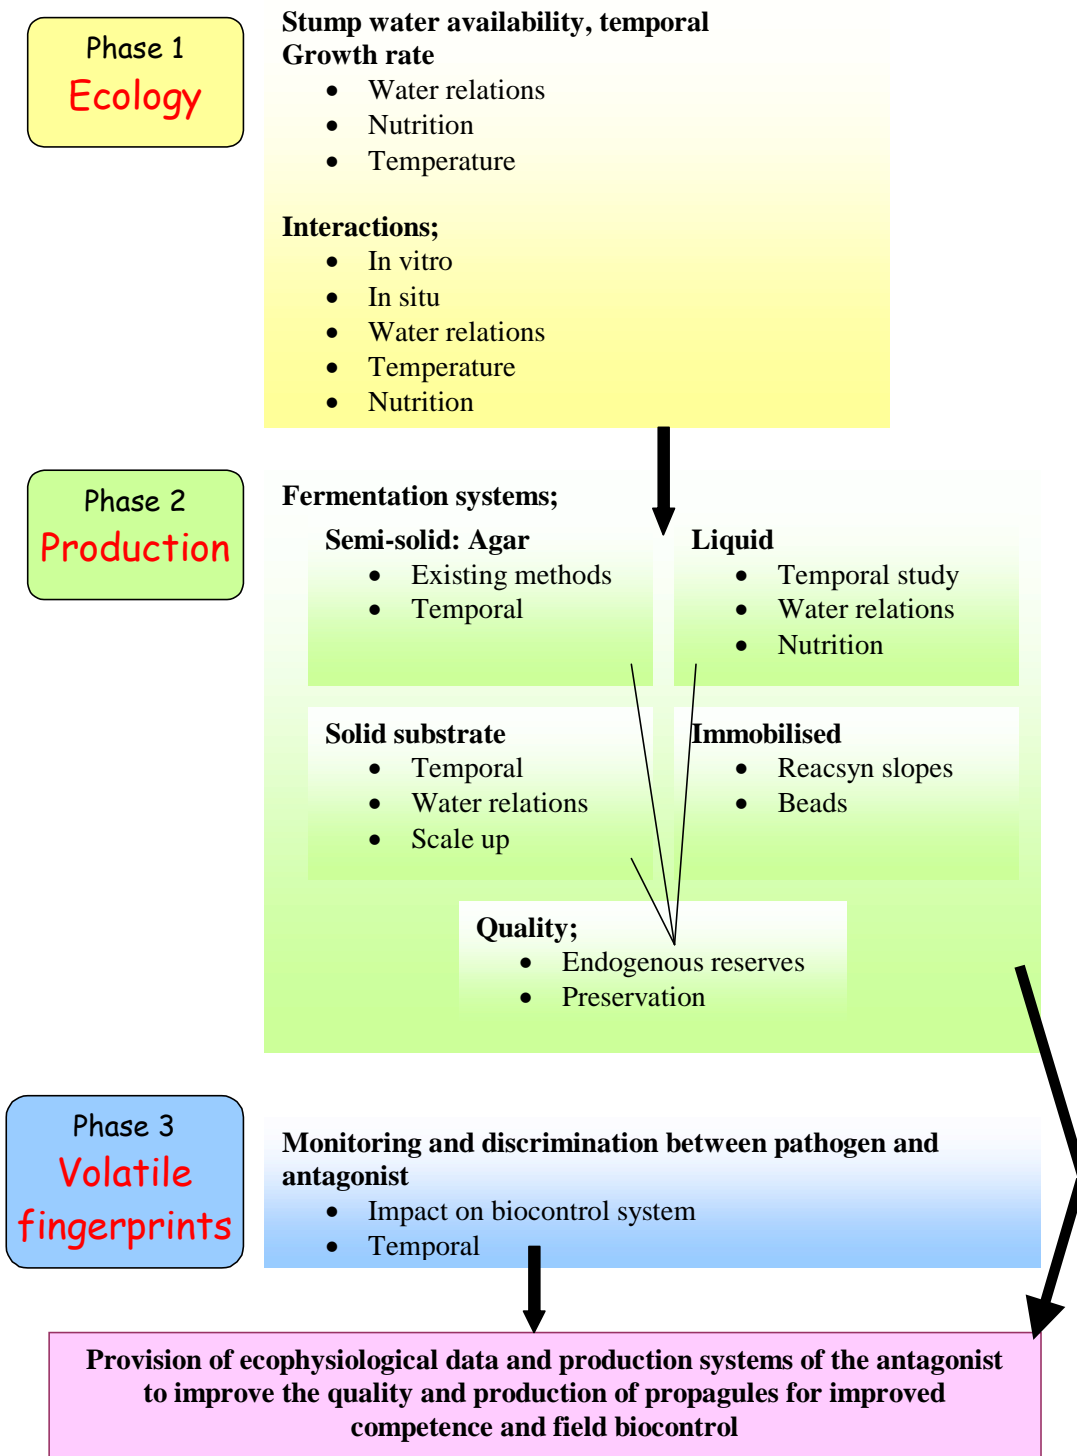 Phase 1
Ecology
Stump water availability, temporal
Growth rate
• Water relations
• Nutrition
• Temperature
Interactions;
• In vitro
• In situ
• Water relations
• Temperature
• Nutrition
Phase 2
Production
Fermentation systems;
Semi-solid: Agar
• Existing methods
• Temporal
Liquid
• Temporal study
• Water relations
• Nutrition
Solid substrate
• Temporal
• Water relations
• Scale up
Immobilised
• Reacsyn slopes
• Beads
Quality;
• Endogenous reserves
• Preservation
Phase 3
Volatile
fingerprints
Monitoring and discrimination between pathogen and
antagonist
• Impact on biocontrol system
• Temporal
Provision of ecophysiological data and production systems of the antagonist
to improve the quality and production of propagules for improved
competence and field biocontrol